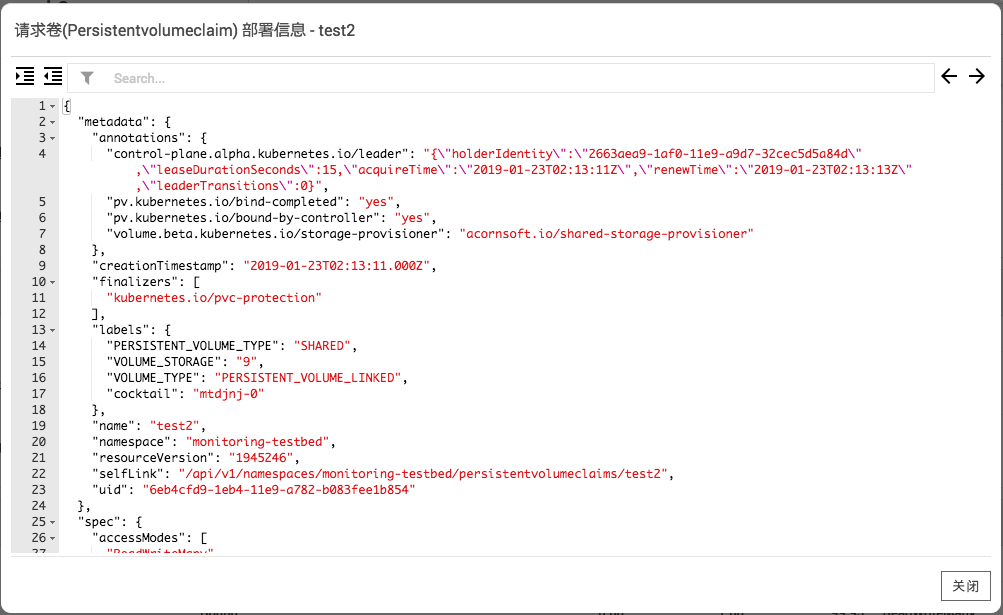 请求卷(Persistentvolumeclaim) 部署信息 - test2
Search...
1 {
2 "metadata": {
3 "annotations": {
4 "control-plane.alpha.kubernetes.io/leader": "{\"holderIdentity\":\"2663aea9-1af0-11e9-a9d7-32cec5d5a84d\"
,\"leaseDurationSeconds\":15,\"acquireTime\":\"2019-01-23T02:13:11Z\",\"renewTime\":\"2019-01-23T02:13:13Z\"
,\"leaderTransitions\":0}",
5 "pv.kubernetes.io/bind-completed": "yes",
6 "pv.kubernetes.io/bound-by-controller": "yes",
7 "volume.beta.kubernetes.io/storage-provisioner": "acornsoft.io/shared-storage-provisioner"
8 },
9 "creationTimestamp": "2019-01-23T02:13:11.000Z",
10 "finalizers": [
11 "kubernetes.io/pvc-protection"
12 ],
13 "labels": {
14 "PERSISTENT_VOLUME_TYPE": "SHARED",
15 "VOLUME_STORAGE": "9",
16 "VOLUME_TYPE": "PERSISTENT_VOLUME_LINKED",
17 "cocktail": "mtdjnj-0"
18 },
19 "name": "test2",
20 "namespace": "monitoring-testbed",
21 "resourceVersion": "1945246",
22 "selfLink": "/api/v1/namespaces/monitoring-testbed/persistentvolumeclaims/test2",
23 "uid": "6eb4cfd9-1eb4-11e9-a782-b083fee1b854"
24 },
25 "spec": {
26 "accessModes": [
27 "ReadWriteMany"
关闭